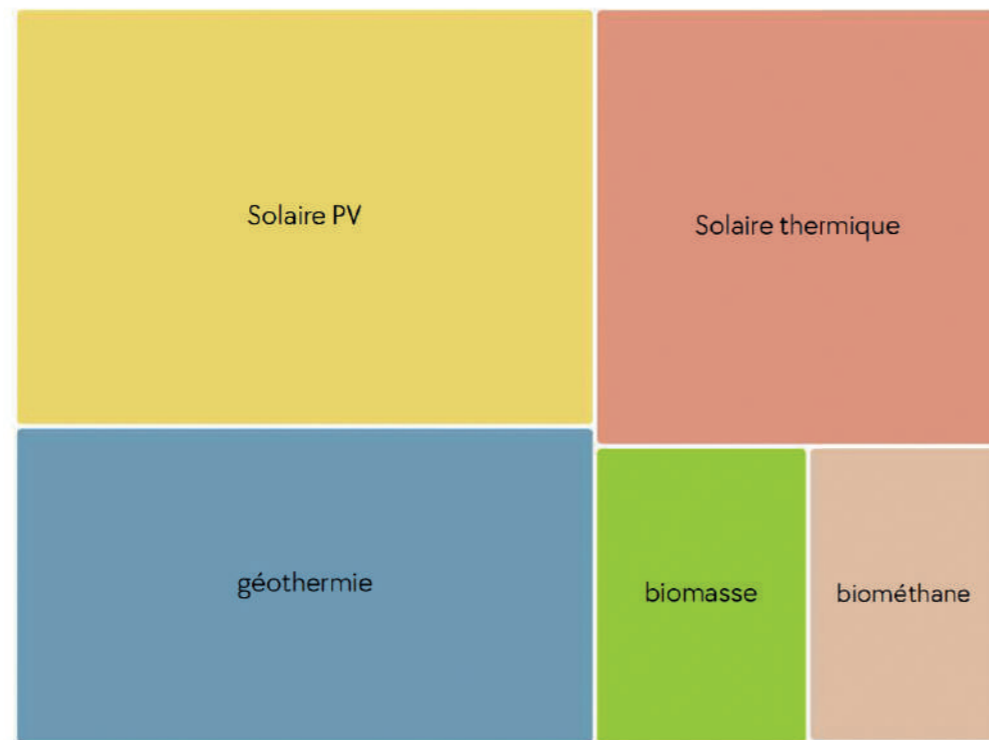 Solaire PV
Solaire thermique
géothermie
biomasse
biométhane